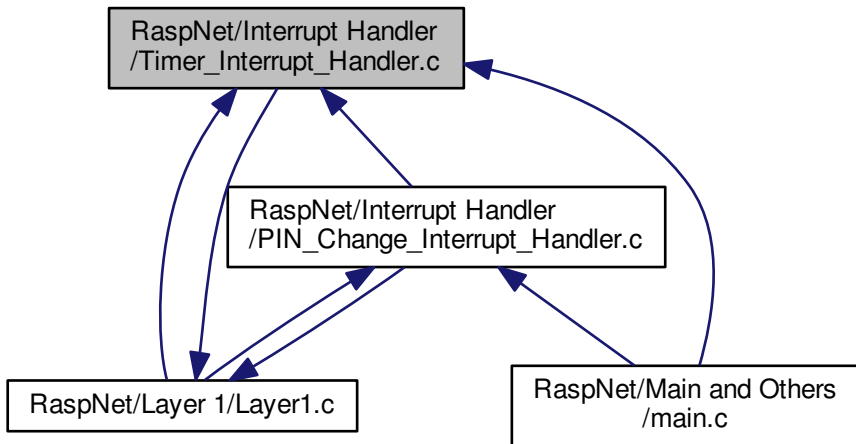 RaspNet/Interrupt Handler
/Timer_Interrupt_Handler.c
RaspNet/Interrupt Handler
/PIN_Change_Interrupt_Handler.c
RaspNet/Layer 1/Layer1.c
RaspNet/Main and Others
/main.c